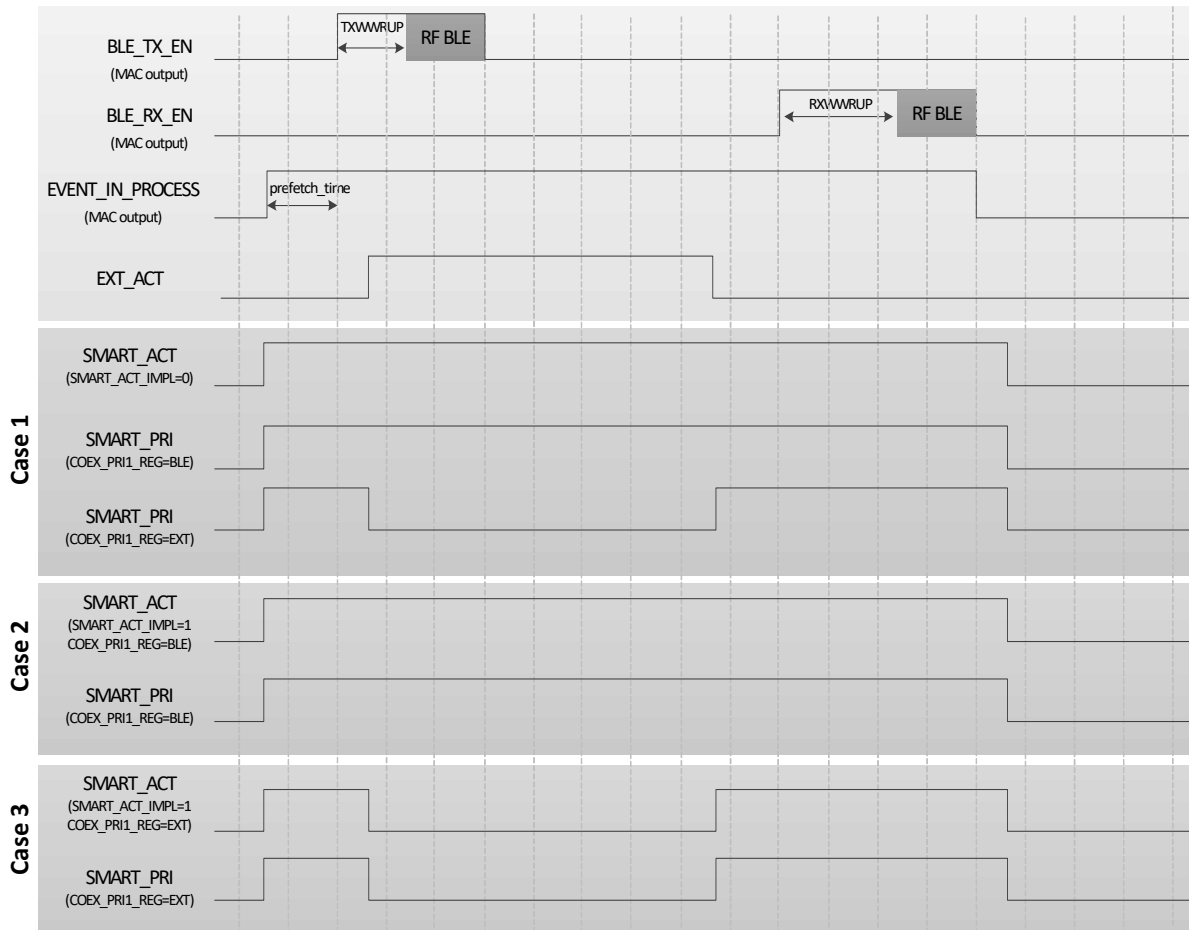 TXWWRUP
RF BLE
BLE_TX_EN
(MAC output)
BLE_RX_EN
(MAC output)
RXWWRUP
RF BLE
EVENT_IN_PROCESS
(MAC output)
prefetch_time
EXT_ACT
Case 1
SMART_ACT
(SMART_ACT_IMPL=0)
SMART_PRI
(COEX_PRI1_REG=BLE)
SMART_PRI
(COEX_PRI1_REG=EXT)
Case 2
SMART_ACT
(SMART_ACT_IMPL=1
COEX_PRI1_REG=BLE)
SMART_PRI
(COEX_PRI1_REG=BLE)
Case 3
SMART_ACT
(SMART_ACT_IMPL=1
COEX_PRI1_REG=EXT)
SMART_PRI
(COEX_PRI1_REG=EXT)